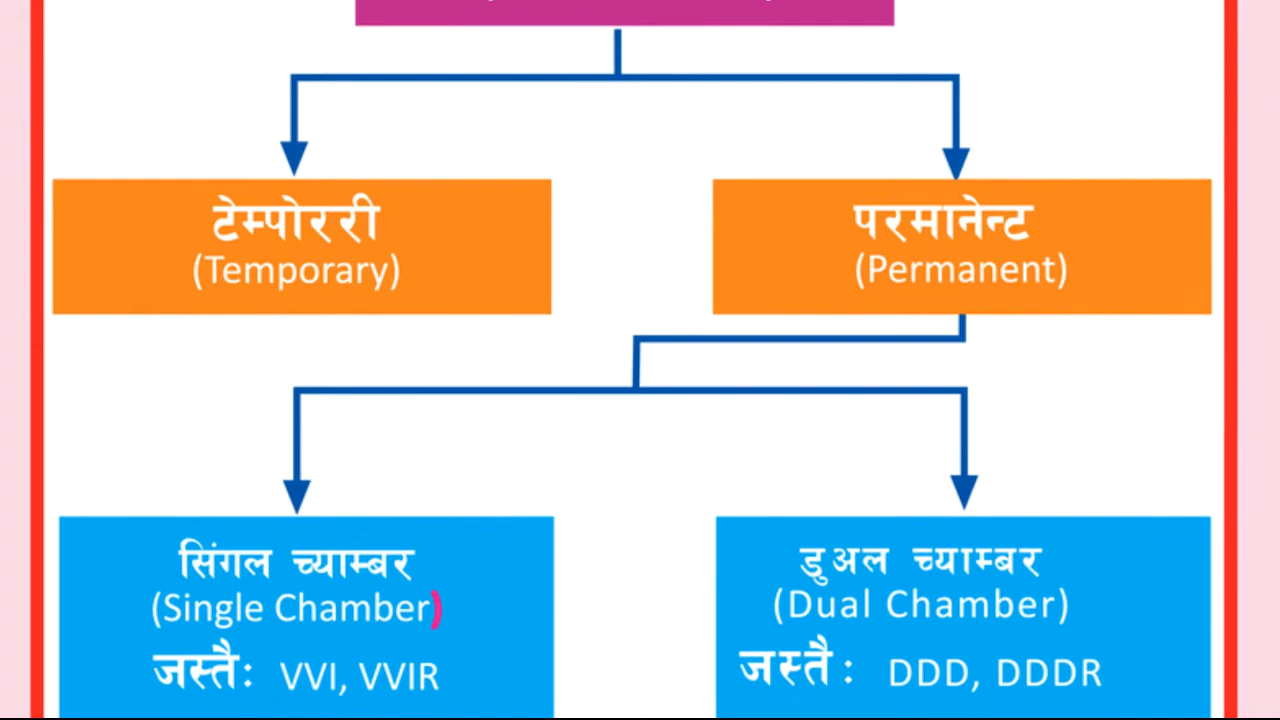 टेम्पोररी
(Temporary)
परमानेन्ट
(Permanent)
सिंगल च्याम्बर
(Single Chamber)
जस्तैः VVI, VVIR
डुअल च्याम्बर
(Dual Chamber)
जस्तैः DDD, DDDR